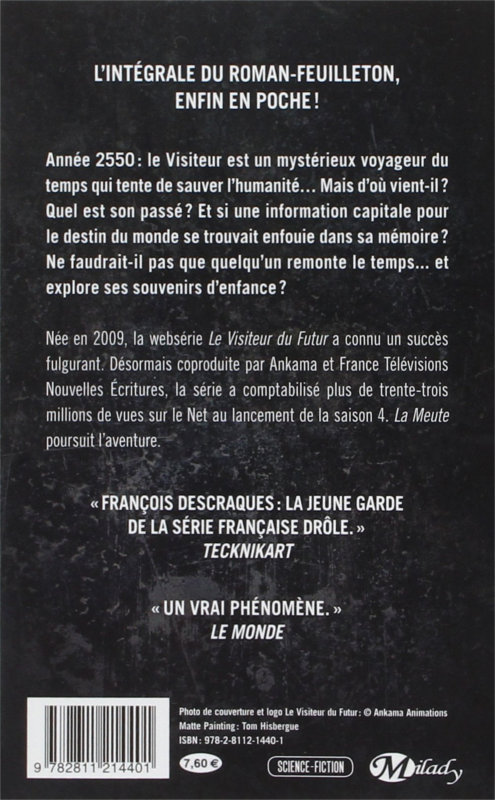 L'INTÉGRALE DU ROMAN-FEUILLETON,
ENFIN EN POCHE !
Année 2550 : le Visiteur est un mystérieux voyageur du
temps qui tente de sauver l'humanité... Mais d'où vient-il ?
Quel est son passé ? Et si une information capitale pour
le destin du monde se trouvait enfouie dans sa mémoire ?
Ne faudrait-il pas que quelqu'un remonte le temps... et
explore ses souvenirs d'enfance ?
Née en 2009, la websérie Le Visiteur du Futur a connu un succès
fulgurant. Désormais coproduite par Ankama et France Télévisions
Nouvelles Écritures, la série a comptabilisé plus de trente-trois
millions de vues sur le Net au lancement de la saison 4. La Meute
poursuit l'aventure.
« FRANÇOIS DESCRAQUES : LA JEUNE GARDE
DE LA SÉRIE FRANÇAISE DRÔLE. »
TECKNIKART
« UN VRAI PHÉNOMÈNE. »
LE MONDE
Photo de couverture et logo Le Visiteur du Futur : © Ankama Animations
Matte Painting : Tom Hisbergue
ISBN : 978-2-8112-1440-1
9 782811 214401
7,60 €
SCIENCE-FICTION
Milady